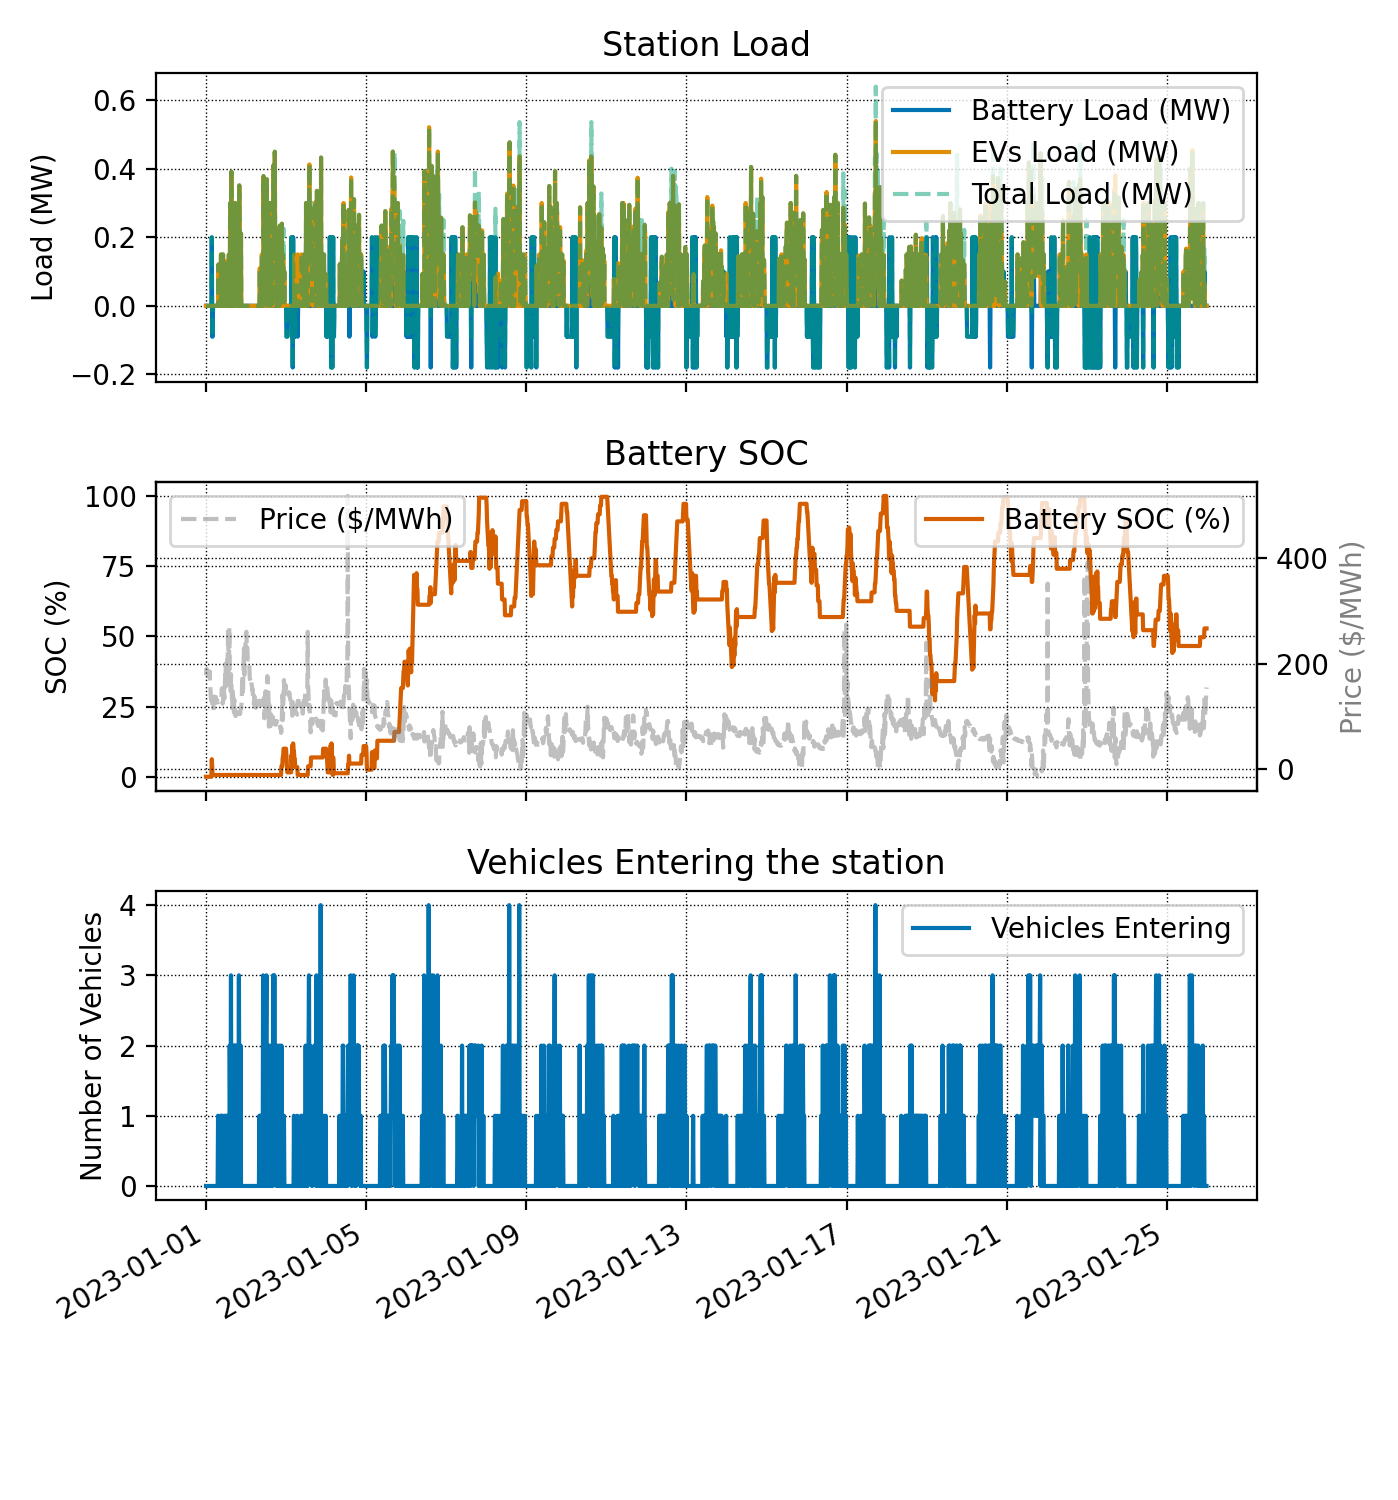 Station Load
Load (MW)
0.6
0.4
0.2
0.0
−0.2
Battery Load (MW)
EVs Load (MW)
Total Load (MW)
Battery SOC
SOC (%)
100
75
50
25
0
Price ($/MWh)
Battery SOC (%)
400
200
0
Price ($/MWh)
Vehicles Entering the station
Number of Vehicles
4
3
2
1
0
Vehicles Entering
2023-01-01
2023-01-05
2023-01-09
2023-01-13
2023-01-17
2023-01-21
2023-01-25